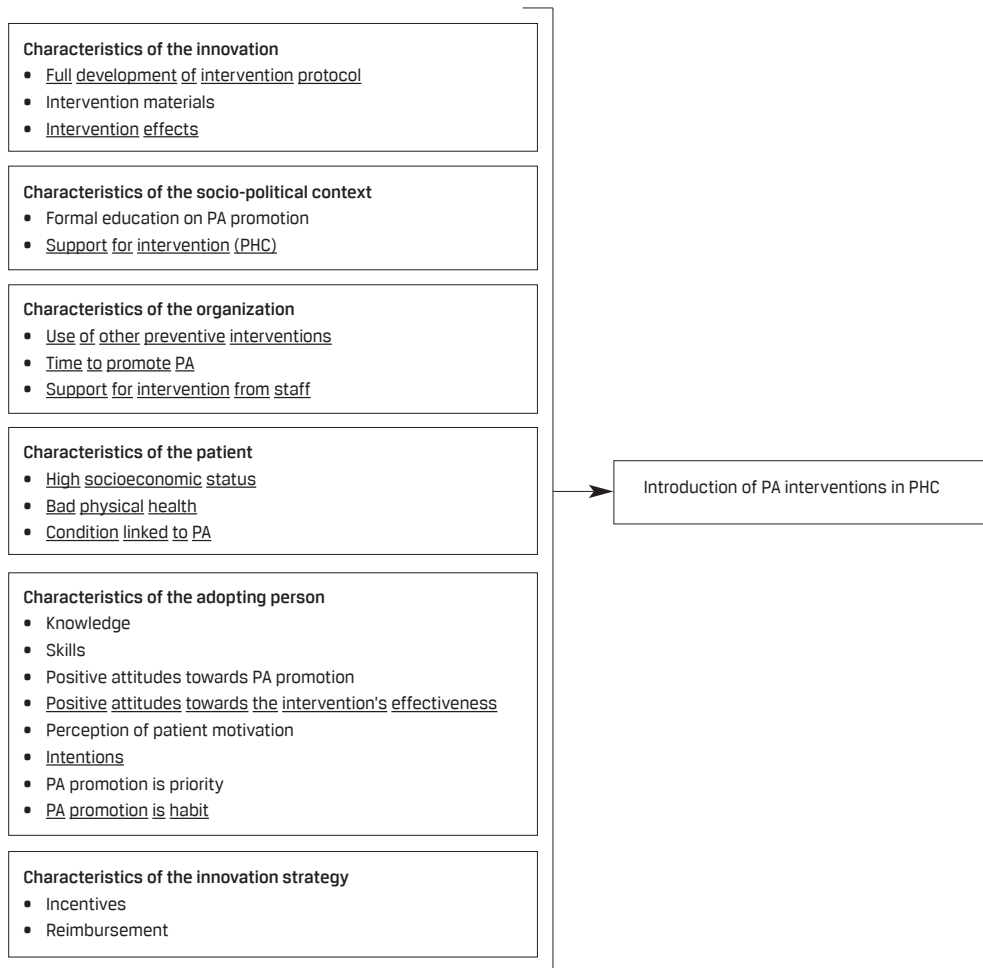 Characteristics of the innovation
• Full development of intervention protocol
• Intervention materials
• Intervention effects
Characteristics of the socio-political context
• Formal education on PA promotion
• Support for intervention (PHC)
Characteristics of the organization
• Use of other preventive interventions
• Time to promote PA
• Support for intervention from staff
Characteristics of the patient
• High socioeconomic status
• Bad physical health
• Condition linked to PA
Introduction of PA interventions in PHC
Characteristics of the adopting person
• Knowledge
• Skills
• Positive attitudes towards PA promotion
• Positive attitudes towards the intervention's effectiveness
• Perception of patient motivation
• Intentions
• PA promotion is priority
• PA promotion is habit
Characteristics of the innovation strategy
• Incentives
• Reimbursement